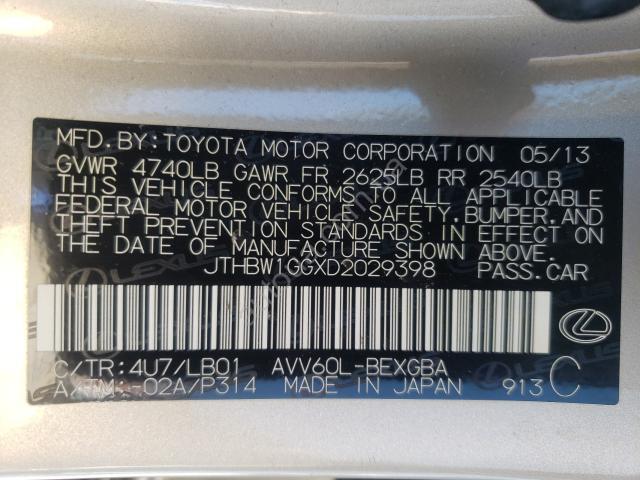 MFD.BY:TOYOTA MOTOR CORPORATION 05/13
GVWR 4740LB GAWR FR 2625LB RR 2540LB
THIS VEHICLE CONFORMS TO ALL APPLICABLE
FEDERAL MOTOR VEHICLE SAFETY.BUMPER.AND
THEFT PREVENTION STANDARDS IN EFFECT ON
THE DATE OF MANUFACTURE SHOWN ABOVE.
JTHBW1GGXD2029398 PASS.CAR
C/TR:4U7/LB01 AVV60L-BEXGBA C
A/TM:-02A/P314 MADE IN JAPAN 913